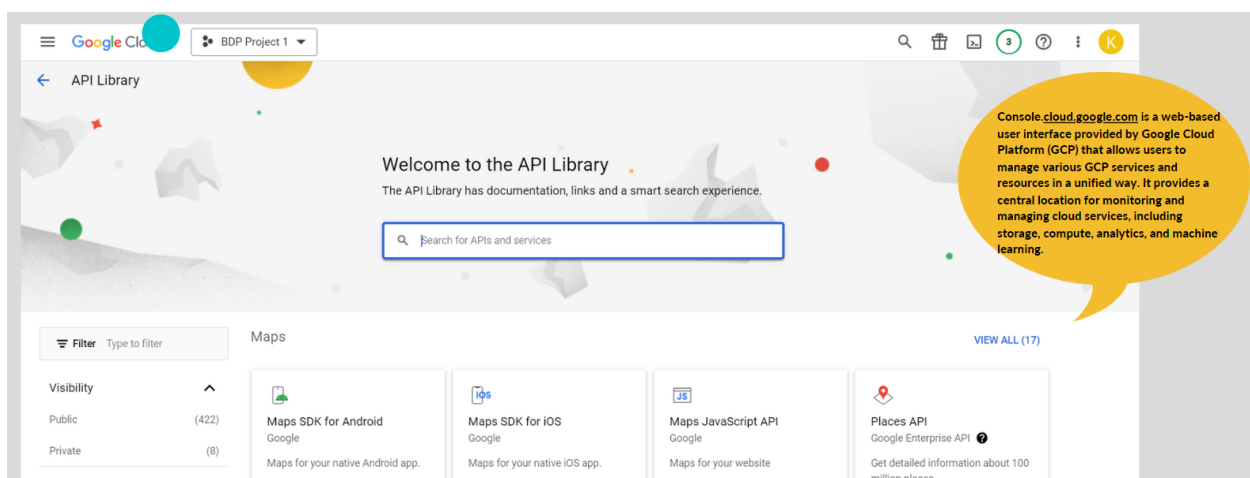 Google Clo
BDP Project 1
3
K
API Library
Console.cloud.google.com is a web-based
user interface provided by Google Cloud
Platform (GCP) that allows users to
manage various GCP services and
resources in a unified way. It provides a
central location for monitoring and
managing cloud services, including
storage, compute, analytics, and machine
learning.
Welcome to the API Library
The API Library has documentation, links and a smart search experience.
Search for APIs and services
Filter Type to filter
Visibility
Public (422)
Private (8)
Maps
VIEW ALL (17)
Maps SDK for Android
Google
Maps for your native Android app.
iOS
Maps SDK for iOS
Google
Maps for your native iOS app.
JS
Maps JavaScript API
Google
Maps for your website
Places API
Google Enterprise API
Get detailed information about 100
million places